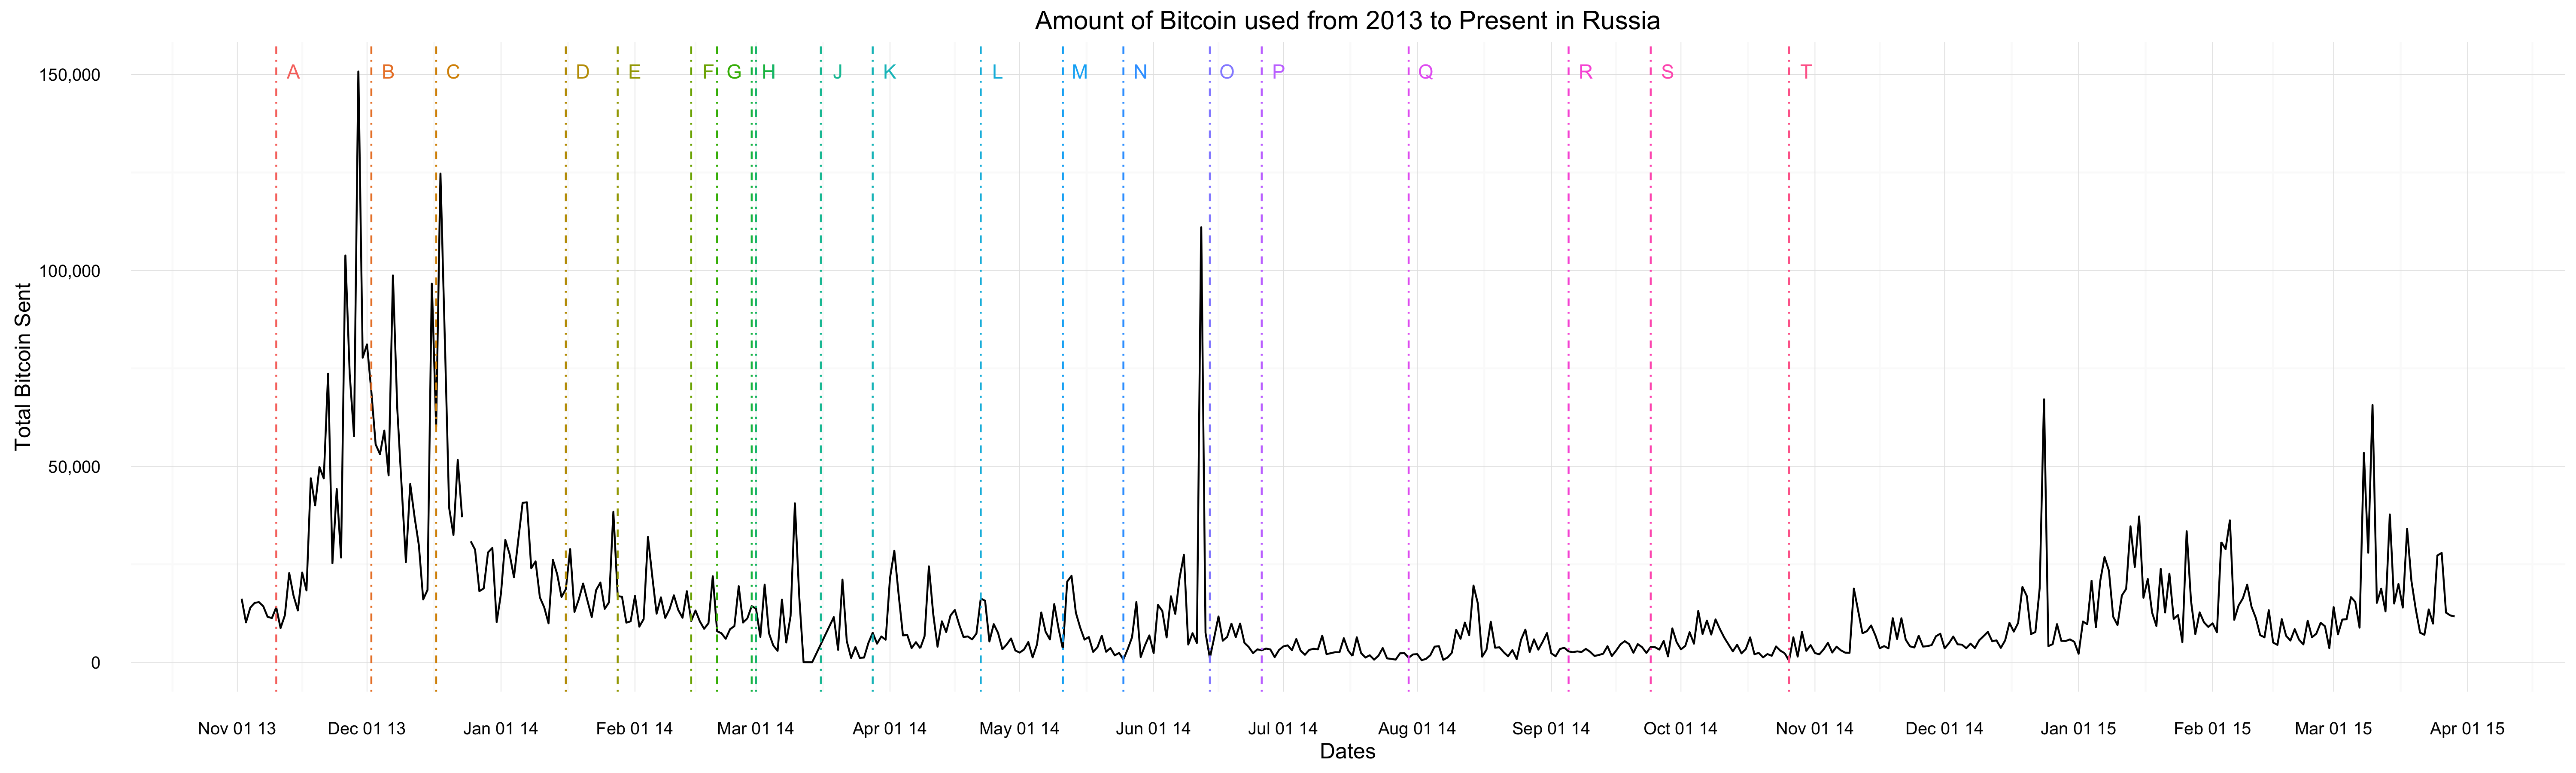 Amount of Bitcoin used from 2013 to Present in Russia
A B C D E F G H J K L M N O P Q R S T
150,000
100,000
50,000
0
Total Bitcoin Sent
Nov 01 13 Dec 01 13 Jan 01 14 Feb 01 14 Mar 01 14 Apr 01 14 May 01 14 Jun 01 14 Jul 01 14 Aug 01 14 Sep 01 14 Oct 01 14 Nov 01 14 Dec 01 14 Jan 01 15 Feb 01 15 Mar 01 15 Apr 01 15
Dates